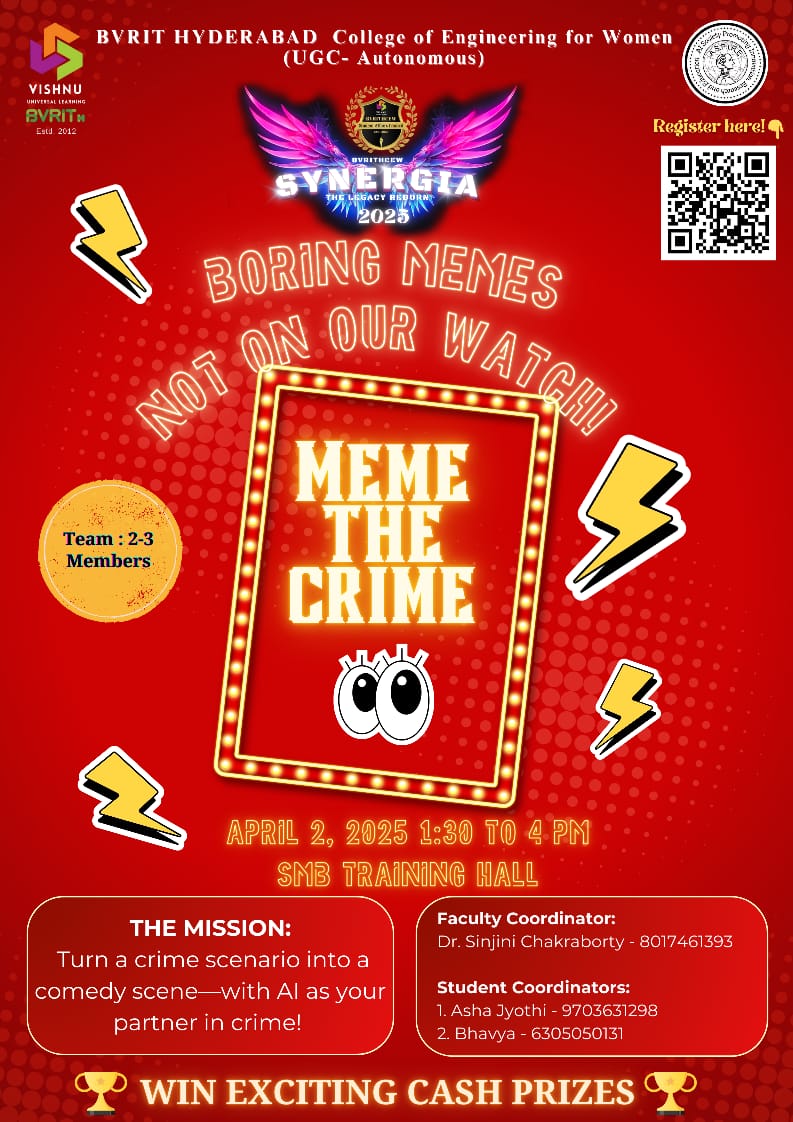 BVRIT HYDERABAD College of Engineering for Women
(UGC- Autonomous)
VISHNU
UNIVERSAL LEARNING
BVRITH
Estd. 2012
ASPIRE
Register here!
BVRITHCEW
BVRITHCEW
SYNERGIA
THE LEGACY REBORN
2025
BORING MEMES
NOT ON OUR WATCH!
MEME
THE
CRIME
Team : 2-3
Members
APRIL 2, 2025 1:30 TO 4 PM
SMB TRAINING HALL
THE MISSION:
Turn a crime scenario into a
comedy scene—with AI as your
partner in crime!
Faculty Coordinator:
Dr. Sinjini Chakraborty - 8017461393
Student Coordinators:
1. Asha Jyothi - 9703631298
2. Bhavya - 6305050131
WIN EXCITING CASH PRIZES